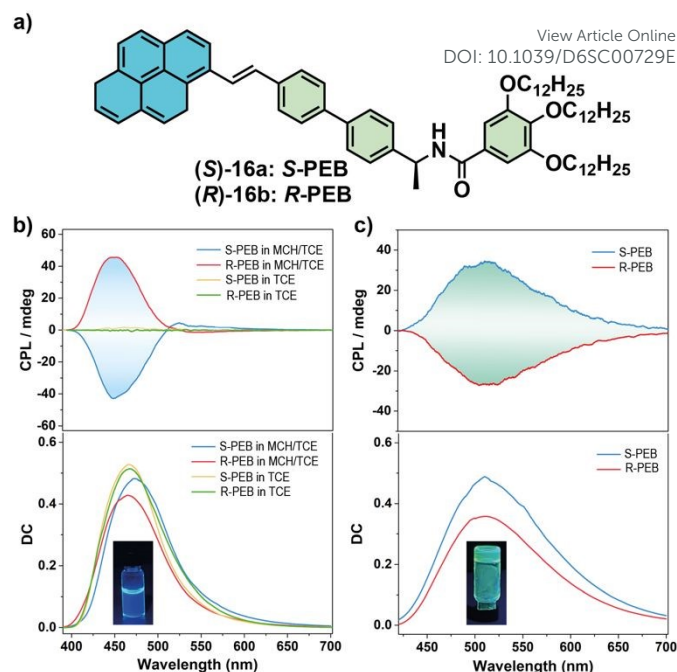 a)
View Article Online
DOI: 10.1039/D6SC00729E
OC12H25
OC12H25
OC12H25
N
H
O
(S)-16a: S-PEB
(R)-16b: R-PEB
b)
60
40
20
0
-20
-40
-60
CPL / mdeg
S-PEB in MCH/TCE
R-PEB in MCH/TCE
S-PEB in TCE
R-PEB in TCE
0.6
0.4
0.2
0.0
DC
S-PEB in MCH/TCE
R-PEB in MCH/TCE
S-PEB in TCE
R-PEB in TCE
400 450 500 550 600 650 700
Wavelength (nm)
c)
40
20
0
-20
-40
CPL / mdeg
S-PEB
R-PEB
0.6
0.4
0.2
0.0
DC
S-PEB
R-PEB
450 500 550 600 650 700
Wavelength (nm)